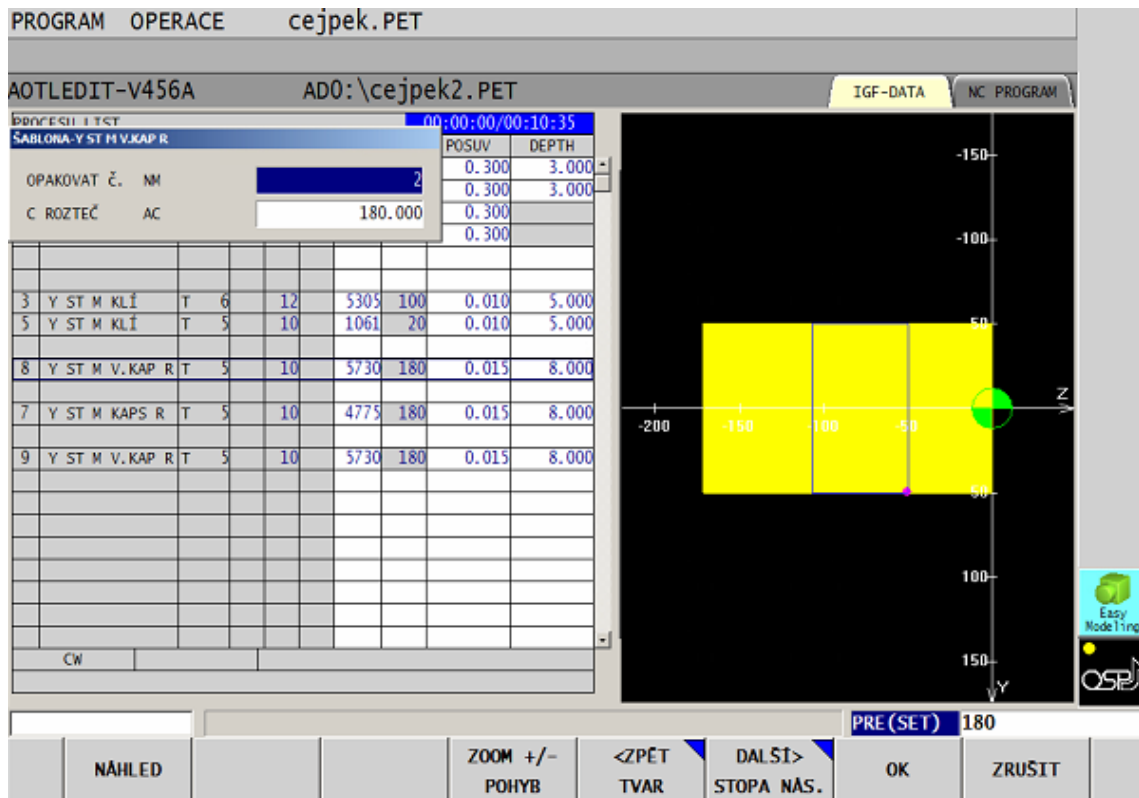 PROGRAM OPERACE cejpek.PET
AOTLEDIT-V456A AD0:\cejpek2.PET IGF-DATA NC PROGRAM
PROCESU LIST 00:00:00/00:10:35
ŠABLONA-Y ST M V.KAP R
POSUV DEPTH
0.300 3.000
OPAKOVAT Č. NM 2
0.300 3.000
C ROZTEČ AC 180.000
0.300
0.300
3 Y ST M KLÍ T 6 12 5305 100 0.010 5.000
5 Y ST M KLÍ T 5 10 1061 20 0.010 5.000
8 Y ST M V.KAP R T 5 10 5730 180 0.015 8.000
7 Y ST M KAPS R T 5 10 4775 180 0.015 8.000
9 Y ST M V.KAP R T 5 10 5730 180 0.015 8.000
CW
-150
-100
-50
Z
-200 -150 -100 -50
50
100
150
Y
Easy
Modeling
OSP
PRE(SET) 180
NÁHLED
ZOOM +/-
POHYB
<ZPĚT
TVAR
DALŠÍ>
STOPA NÁS.
OK
ZRUŠIT